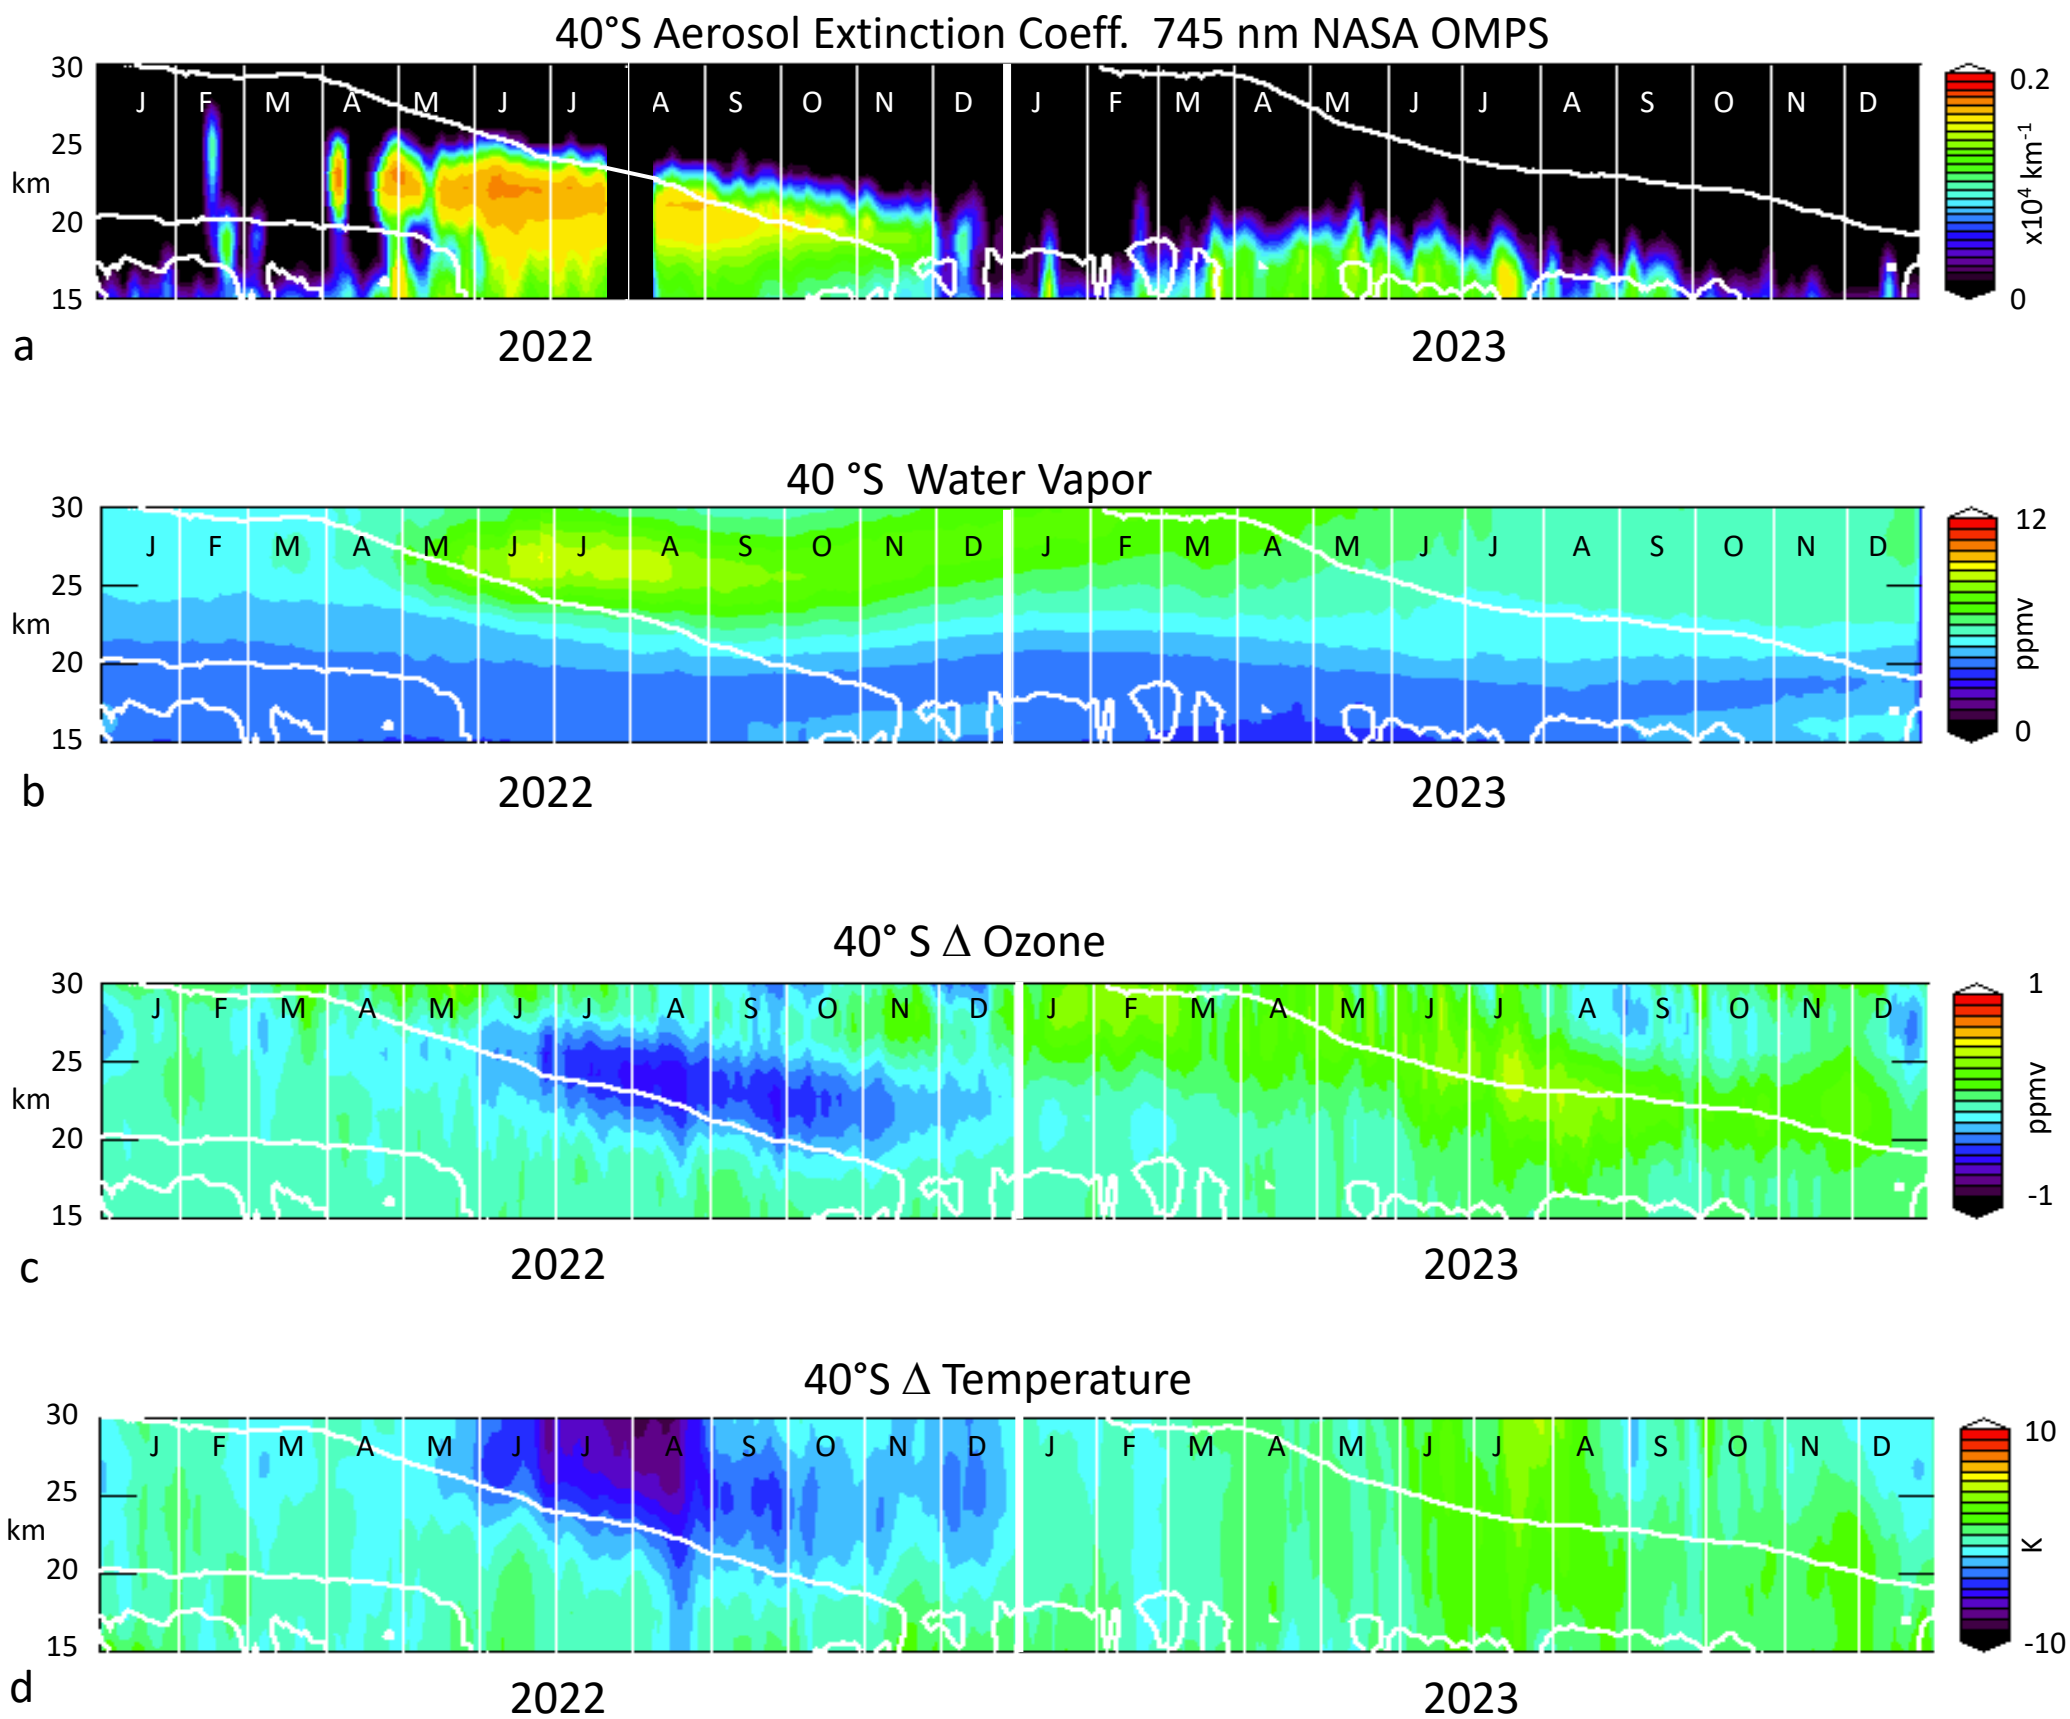 40°S Aerosol Extinction Coeff. 745 nm NASA OMPS
30
J F M A M J J A S O N D J F M A M J J A S O N D
0.2
25
km
20
x10⁴ km⁻¹
15
0
a
2022
2023
40 °S Water Vapor
30
12
J F M A M J J A S O N D J F M A M J J A S O N D
25
km
ppmv
20
15
0
b
2022
2023
40° S Δ Ozone
30
1
J F M A M J J A S O N D J F M A M J J A S O N D
25
km
ppmv
20
15
-1
c
2022
2023
40°S Δ Temperature
30
10
J F M A M J J A S O N D J F M A M J J A S O N D
25
km
K
20
15
-10
d
2022
2023